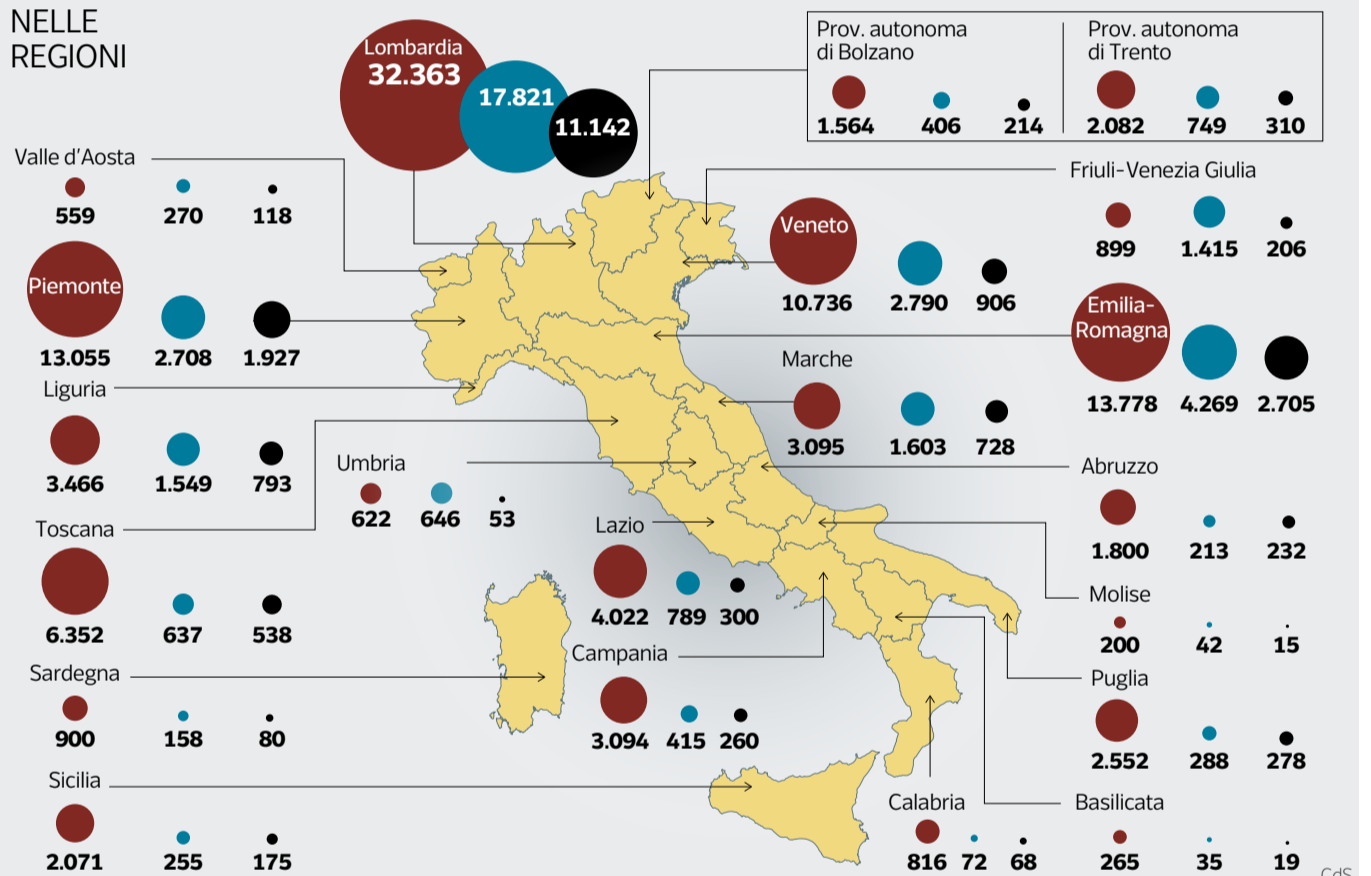 NELLE
REGIONI
Lombardia
32.363
17.821
11.142
Prov. autonoma
di Bolzano
1.564 406 214
Prov. autonoma
di Trento
2.082 749 310
Valle d'Aosta
559 270 118
Friuli-Venezia Giulia
899 1.415 206
Piemonte
13.055 2.708 1.927
Veneto
10.736 2.790 906
Emilia-
Romagna
13.778 4.269 2.705
Liguria
3.466 1.549 793
Marche
3.095 1.603 728
Umbria
622 646 53
Abruzzo
1.800 213 232
Toscana
6.352 637 538
Lazio
4.022 789 300
Molise
200 42 15
Sardegna
900 158 80
Campania
3.094 415 260
Puglia
2.552 288 278
Sicilia
2.071 255 175
Calabria
816 72 68
Basilicata
265 35 19
CdS